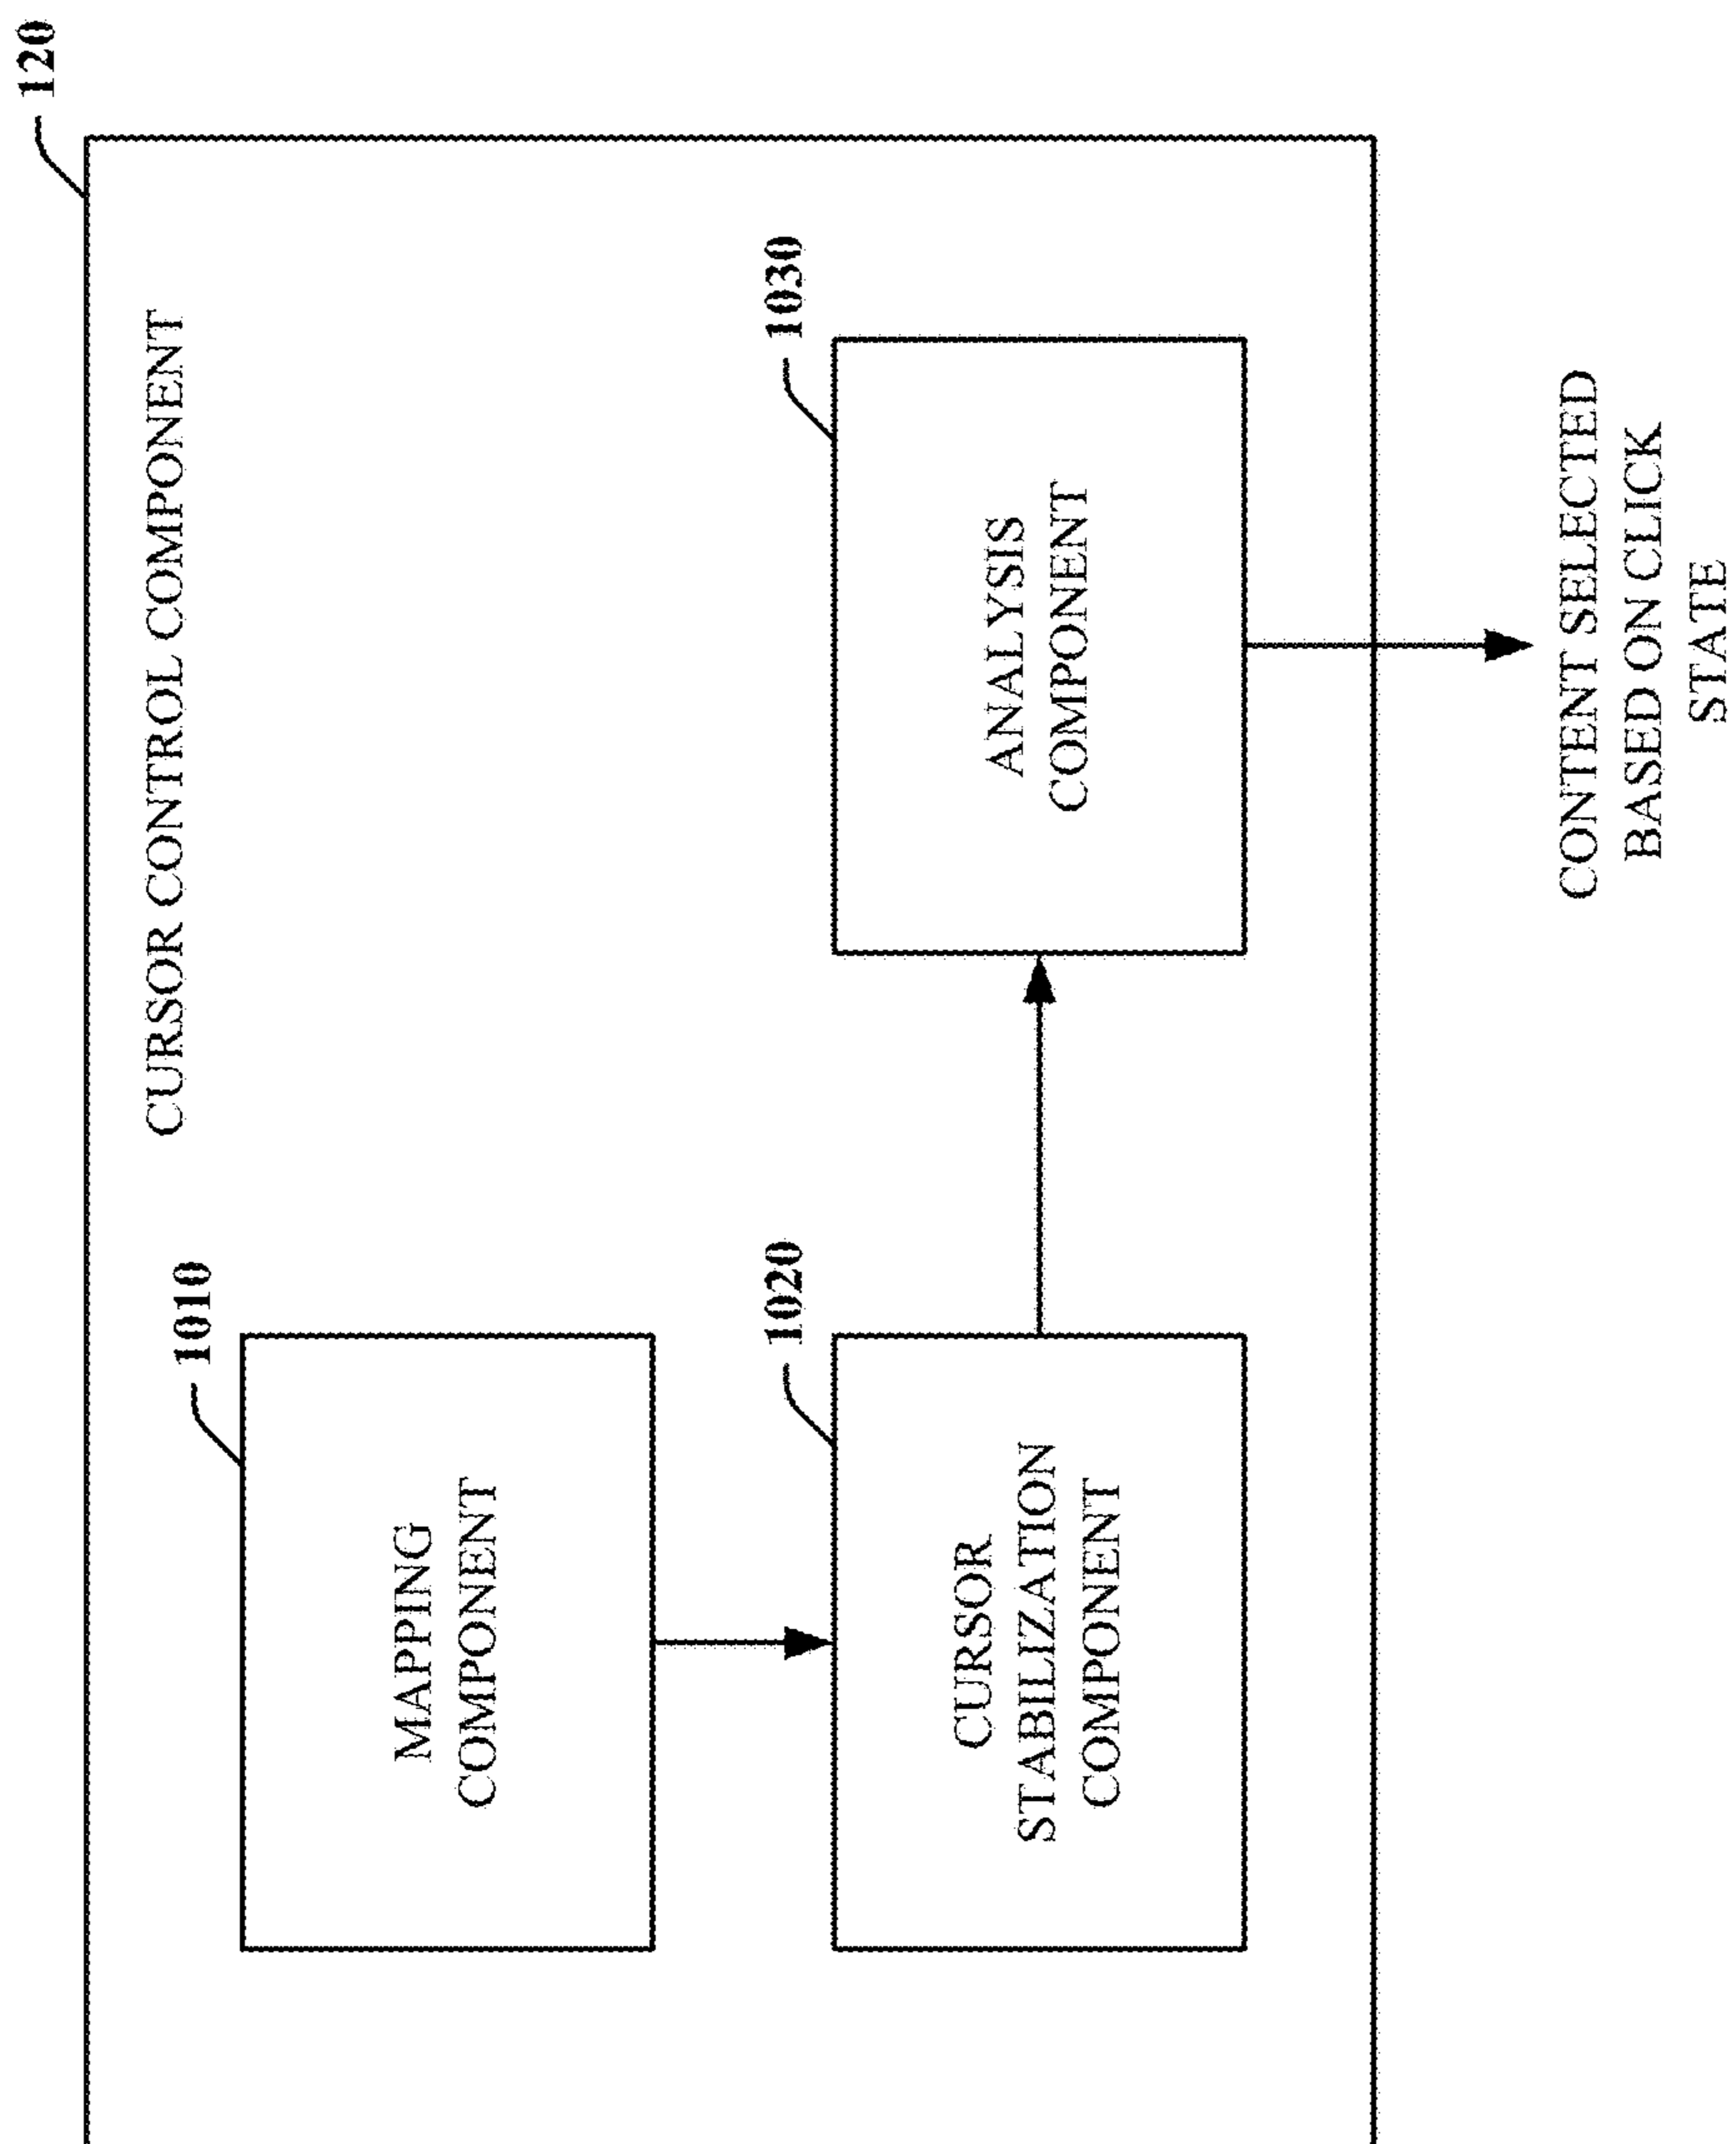 120
CURSOR CONTROL COMPONENT
1010
MAPPING
COMPONENT
1020
CURSOR
STABILIZATION
COMPONENT
1030
ANALYSIS
COMPONENT
CONTENT SELECTED
BASED ON CLICK
STATE